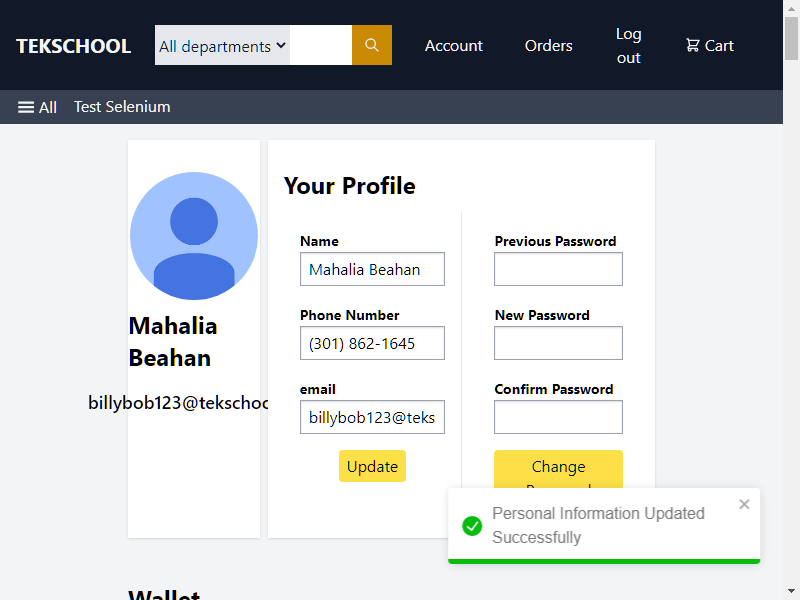 TEKSCHOOL
All departments
Account
Orders
Log out
Cart
All
Test Selenium
Mahalia
Beahan
billybob123@tekschoo
Your Profile
Name
Mahalia Beahan
Phone Number
(301) 862-1645
email
billybob123@teks
Update
Previous Password
New Password
Confirm Password
Change
Personal Information Updated
Successfully
Wallet